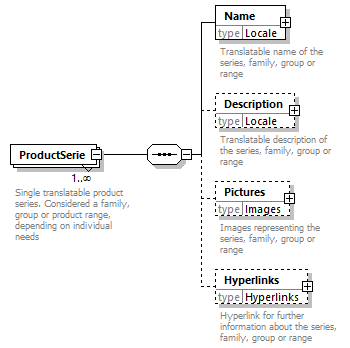 Name
type Locale
Translatable name of the
series, family, group or
range
Description
type Locale
Translatable description of
the series, family, group or
range
ProductSerie
1..∞
Single translatable product
series. Considered a family,
group or product range,
depending on individual
needs
Pictures
type Images
Images representing the
series, family, group or
range
Hyperlinks
type Hyperlinks
Hyperlink for further
information about the series,
family, group or range